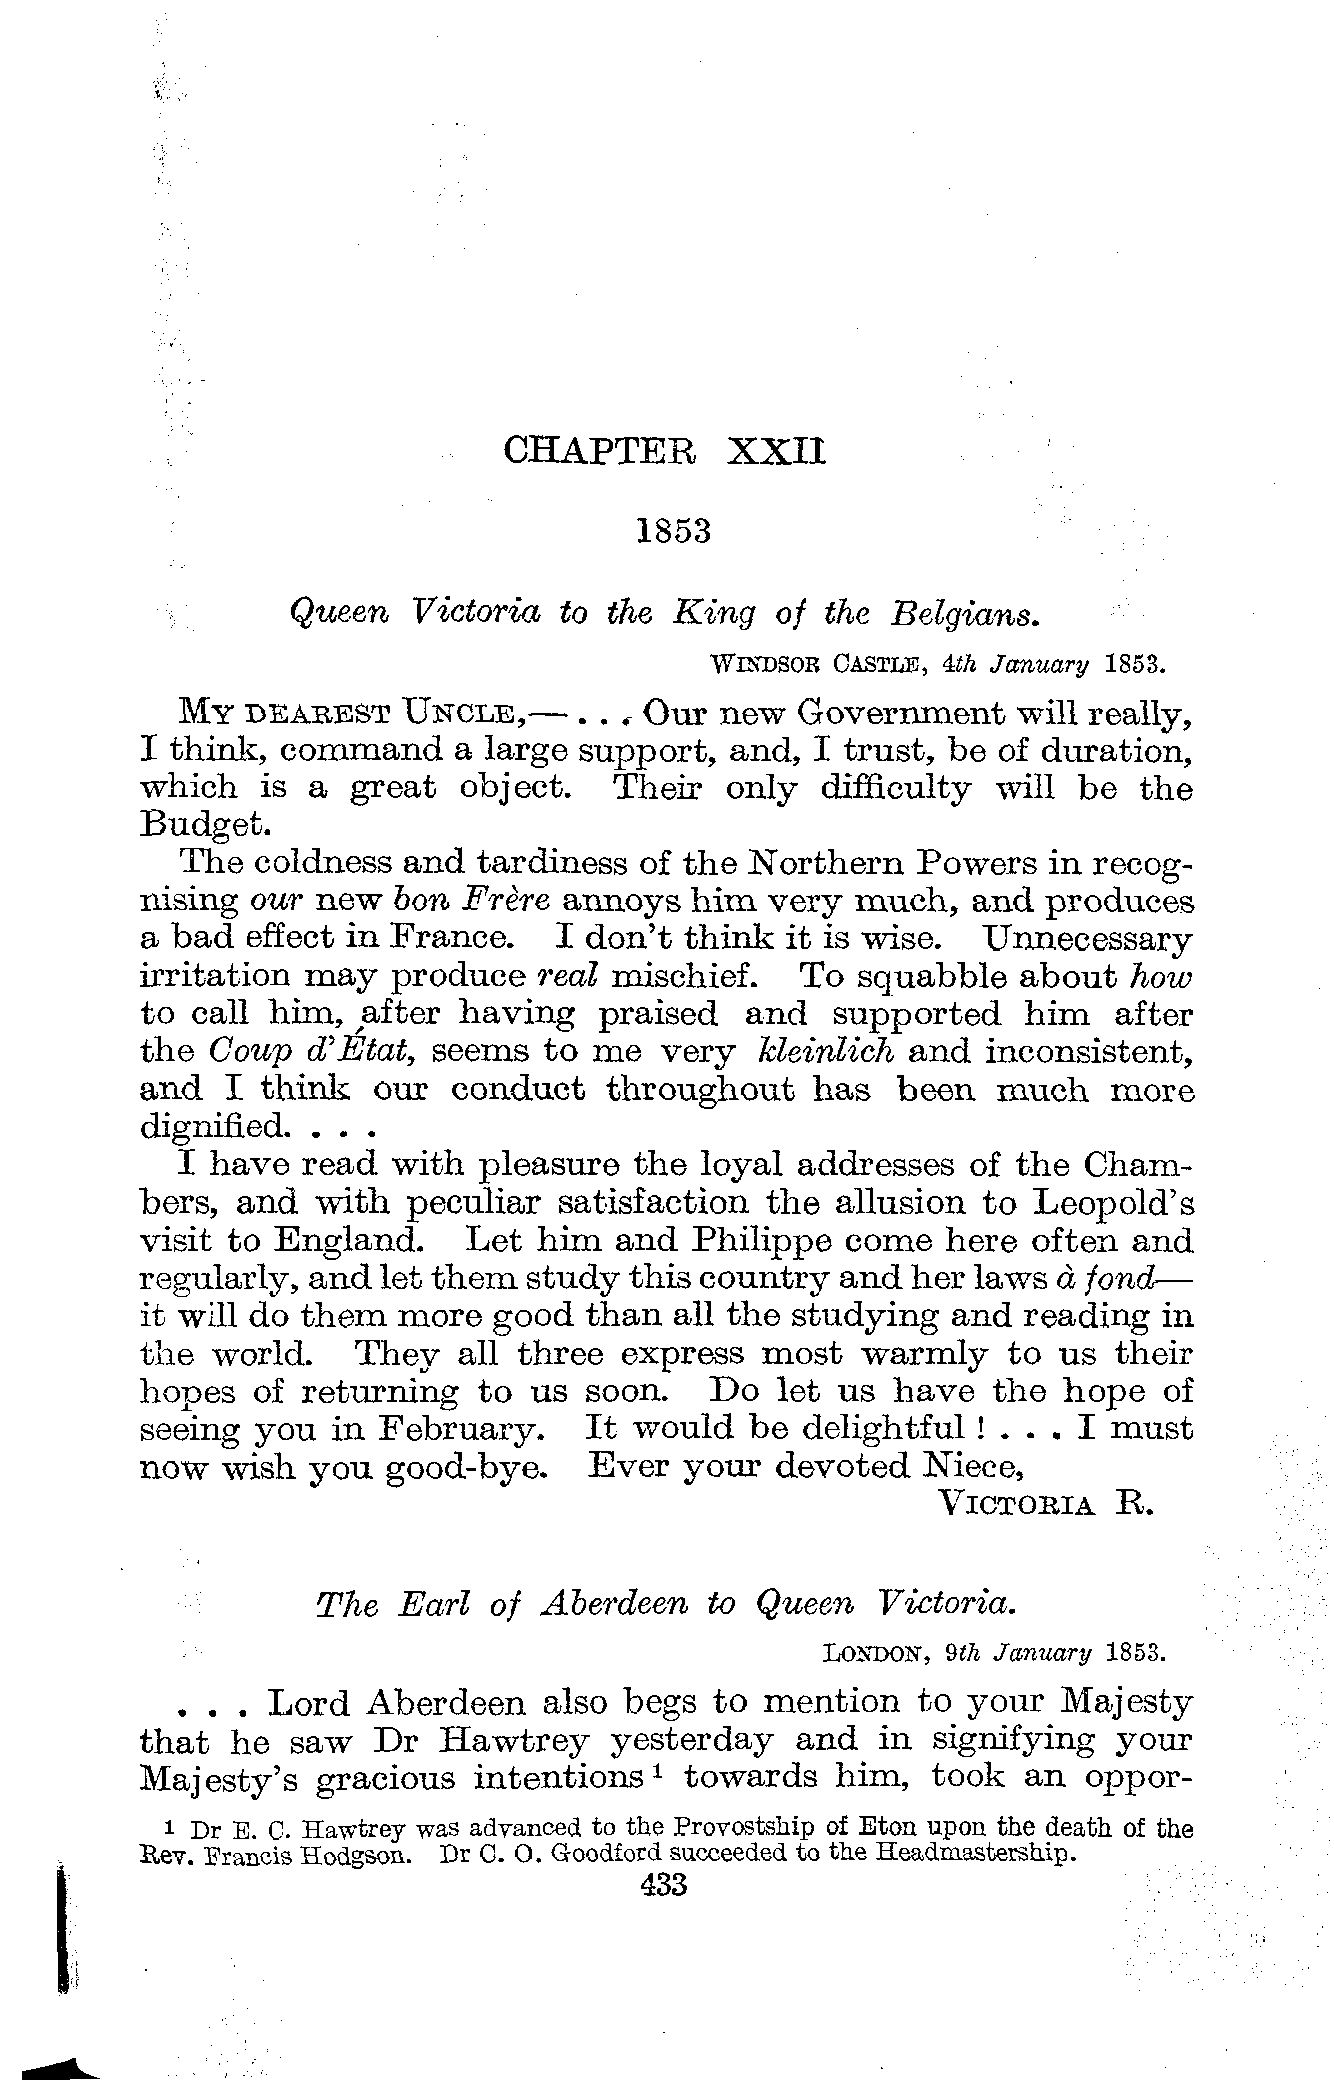 CHAPTER XXII
1853
Queen Victoria to the King of the Belgians.
WINDSOR CASTLE, 4th January 1853.
MY DEAREST UNCLE,— . . . Our new Government will really,
I think, command a large support, and, I trust, be of duration,
which is a great object. Their only difficulty will be the
Budget.
The coldness and tardiness of the Northern Powers in recog-
nising our new bon Frère annoys him very much, and produces
a bad effect in France. I don't think it is wise. Unnecessary
irritation may produce real mischief. To squabble about how
to call him, after having praised and supported him after
the Coup d'État, seems to me very kleinlich and inconsistent,
and I think our conduct throughout has been much more
dignified. . . .
I have read with pleasure the loyal addresses of the Cham-
bers, and with peculiar satisfaction the allusion to Leopold's
visit to England. Let him and Philippe come here often and
regularly, and let them study this country and her laws à fond—
it will do them more good than all the studying and reading in
the world. They all three express most warmly to us their
hopes of returning to us soon. Do let us have the hope of
seeing you in February. It would be delightful ! . . . I must
now wish you good-bye. Ever your devoted Niece,
VICTORIA R.
The Earl of Aberdeen to Queen Victoria.
LONDON, 9th January 1853.
. . . Lord Aberdeen also begs to mention to your Majesty
that he saw Dr Hawtrey yesterday and in signifying your
Majesty's gracious intentions 1 towards him, took an oppor-
1 Dr E. C. Hawtrey was advanced to the Provostship of Eton upon the death of the
Rev. Francis Hodgson. Dr C. O. Goodford succeeded to the Headmastership.
433